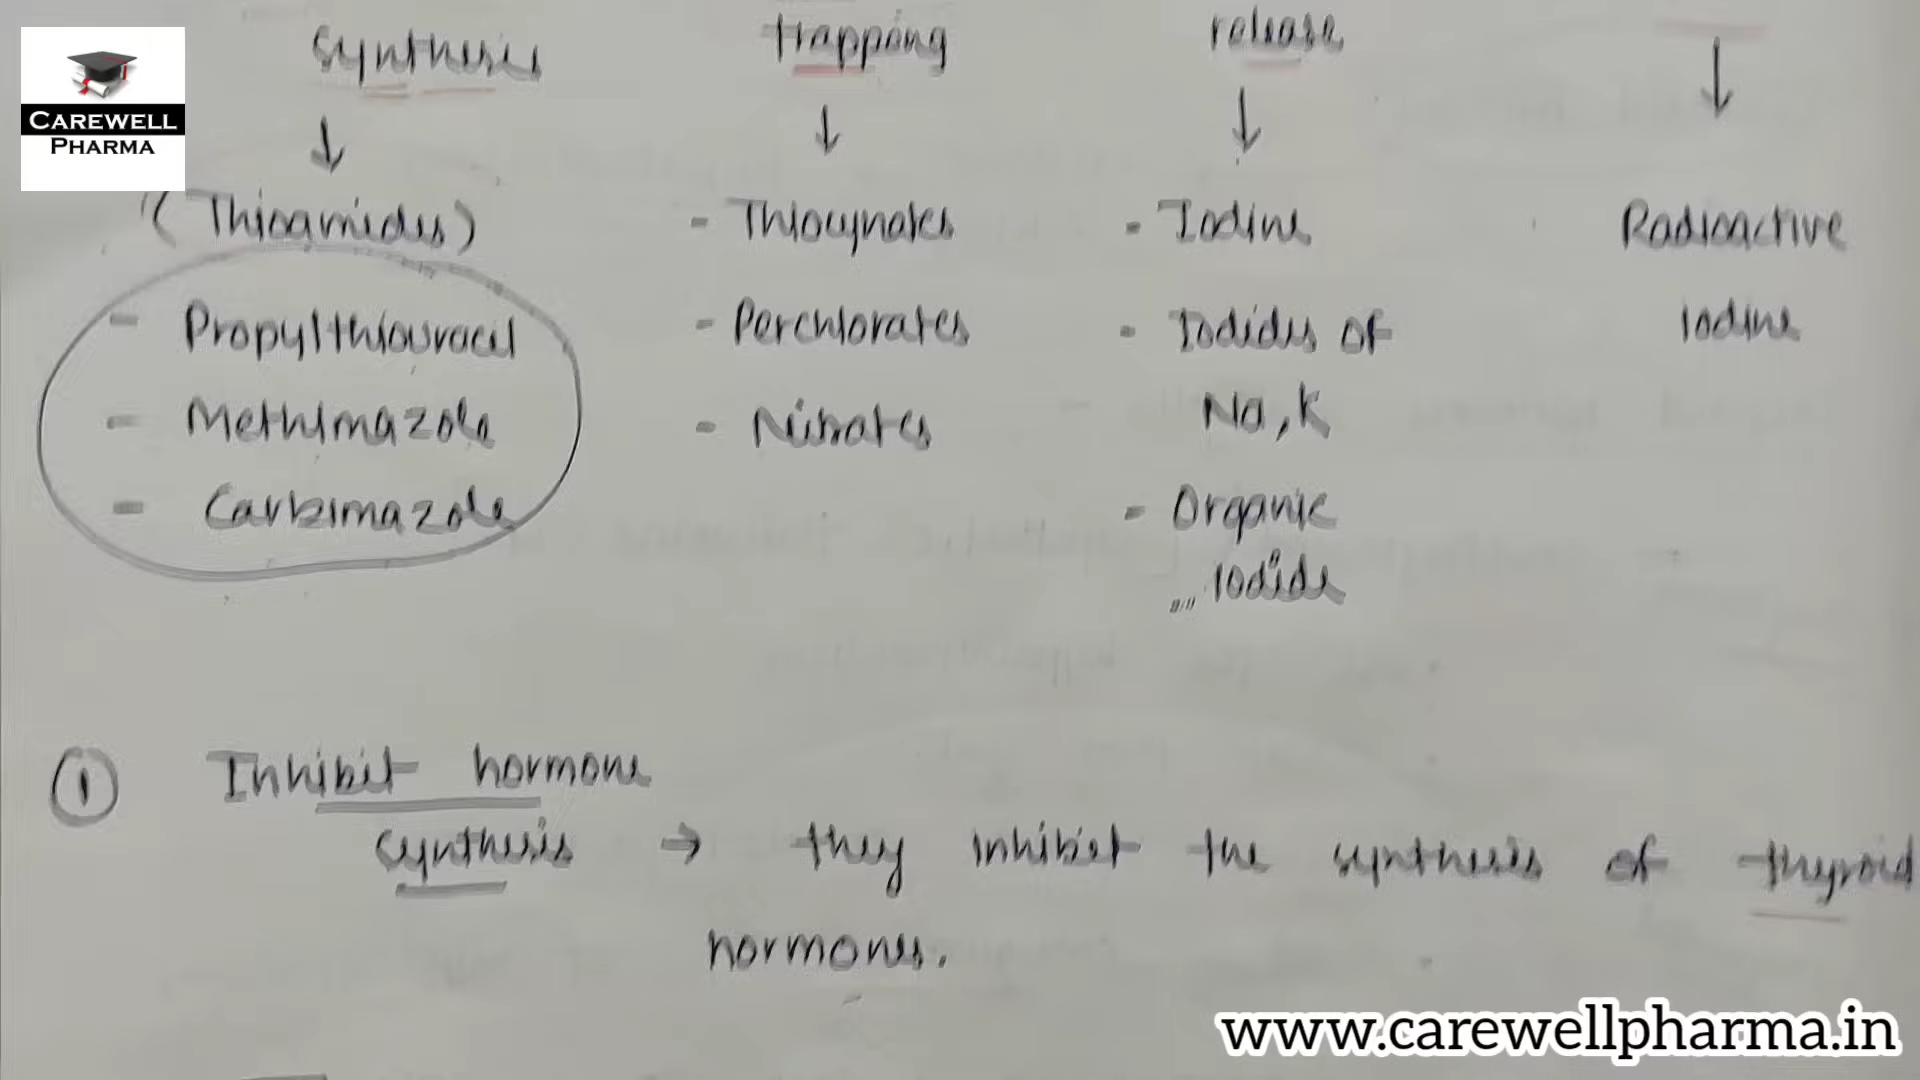 synthesis trapping release
CAREWELL
PHARMA
(Thioamides) - Thiocynates - Iodine Radioactive
- Propylthiouracil - Perchlorates - Iodides of Iodine
- Methimazole - Nitrates Na, K
- Carbimazole - Organic
Iodide
① Inhibit hormone
synthesis → they inhibit the synthesis of thyroid
hormones.
www.carewellpharma.in